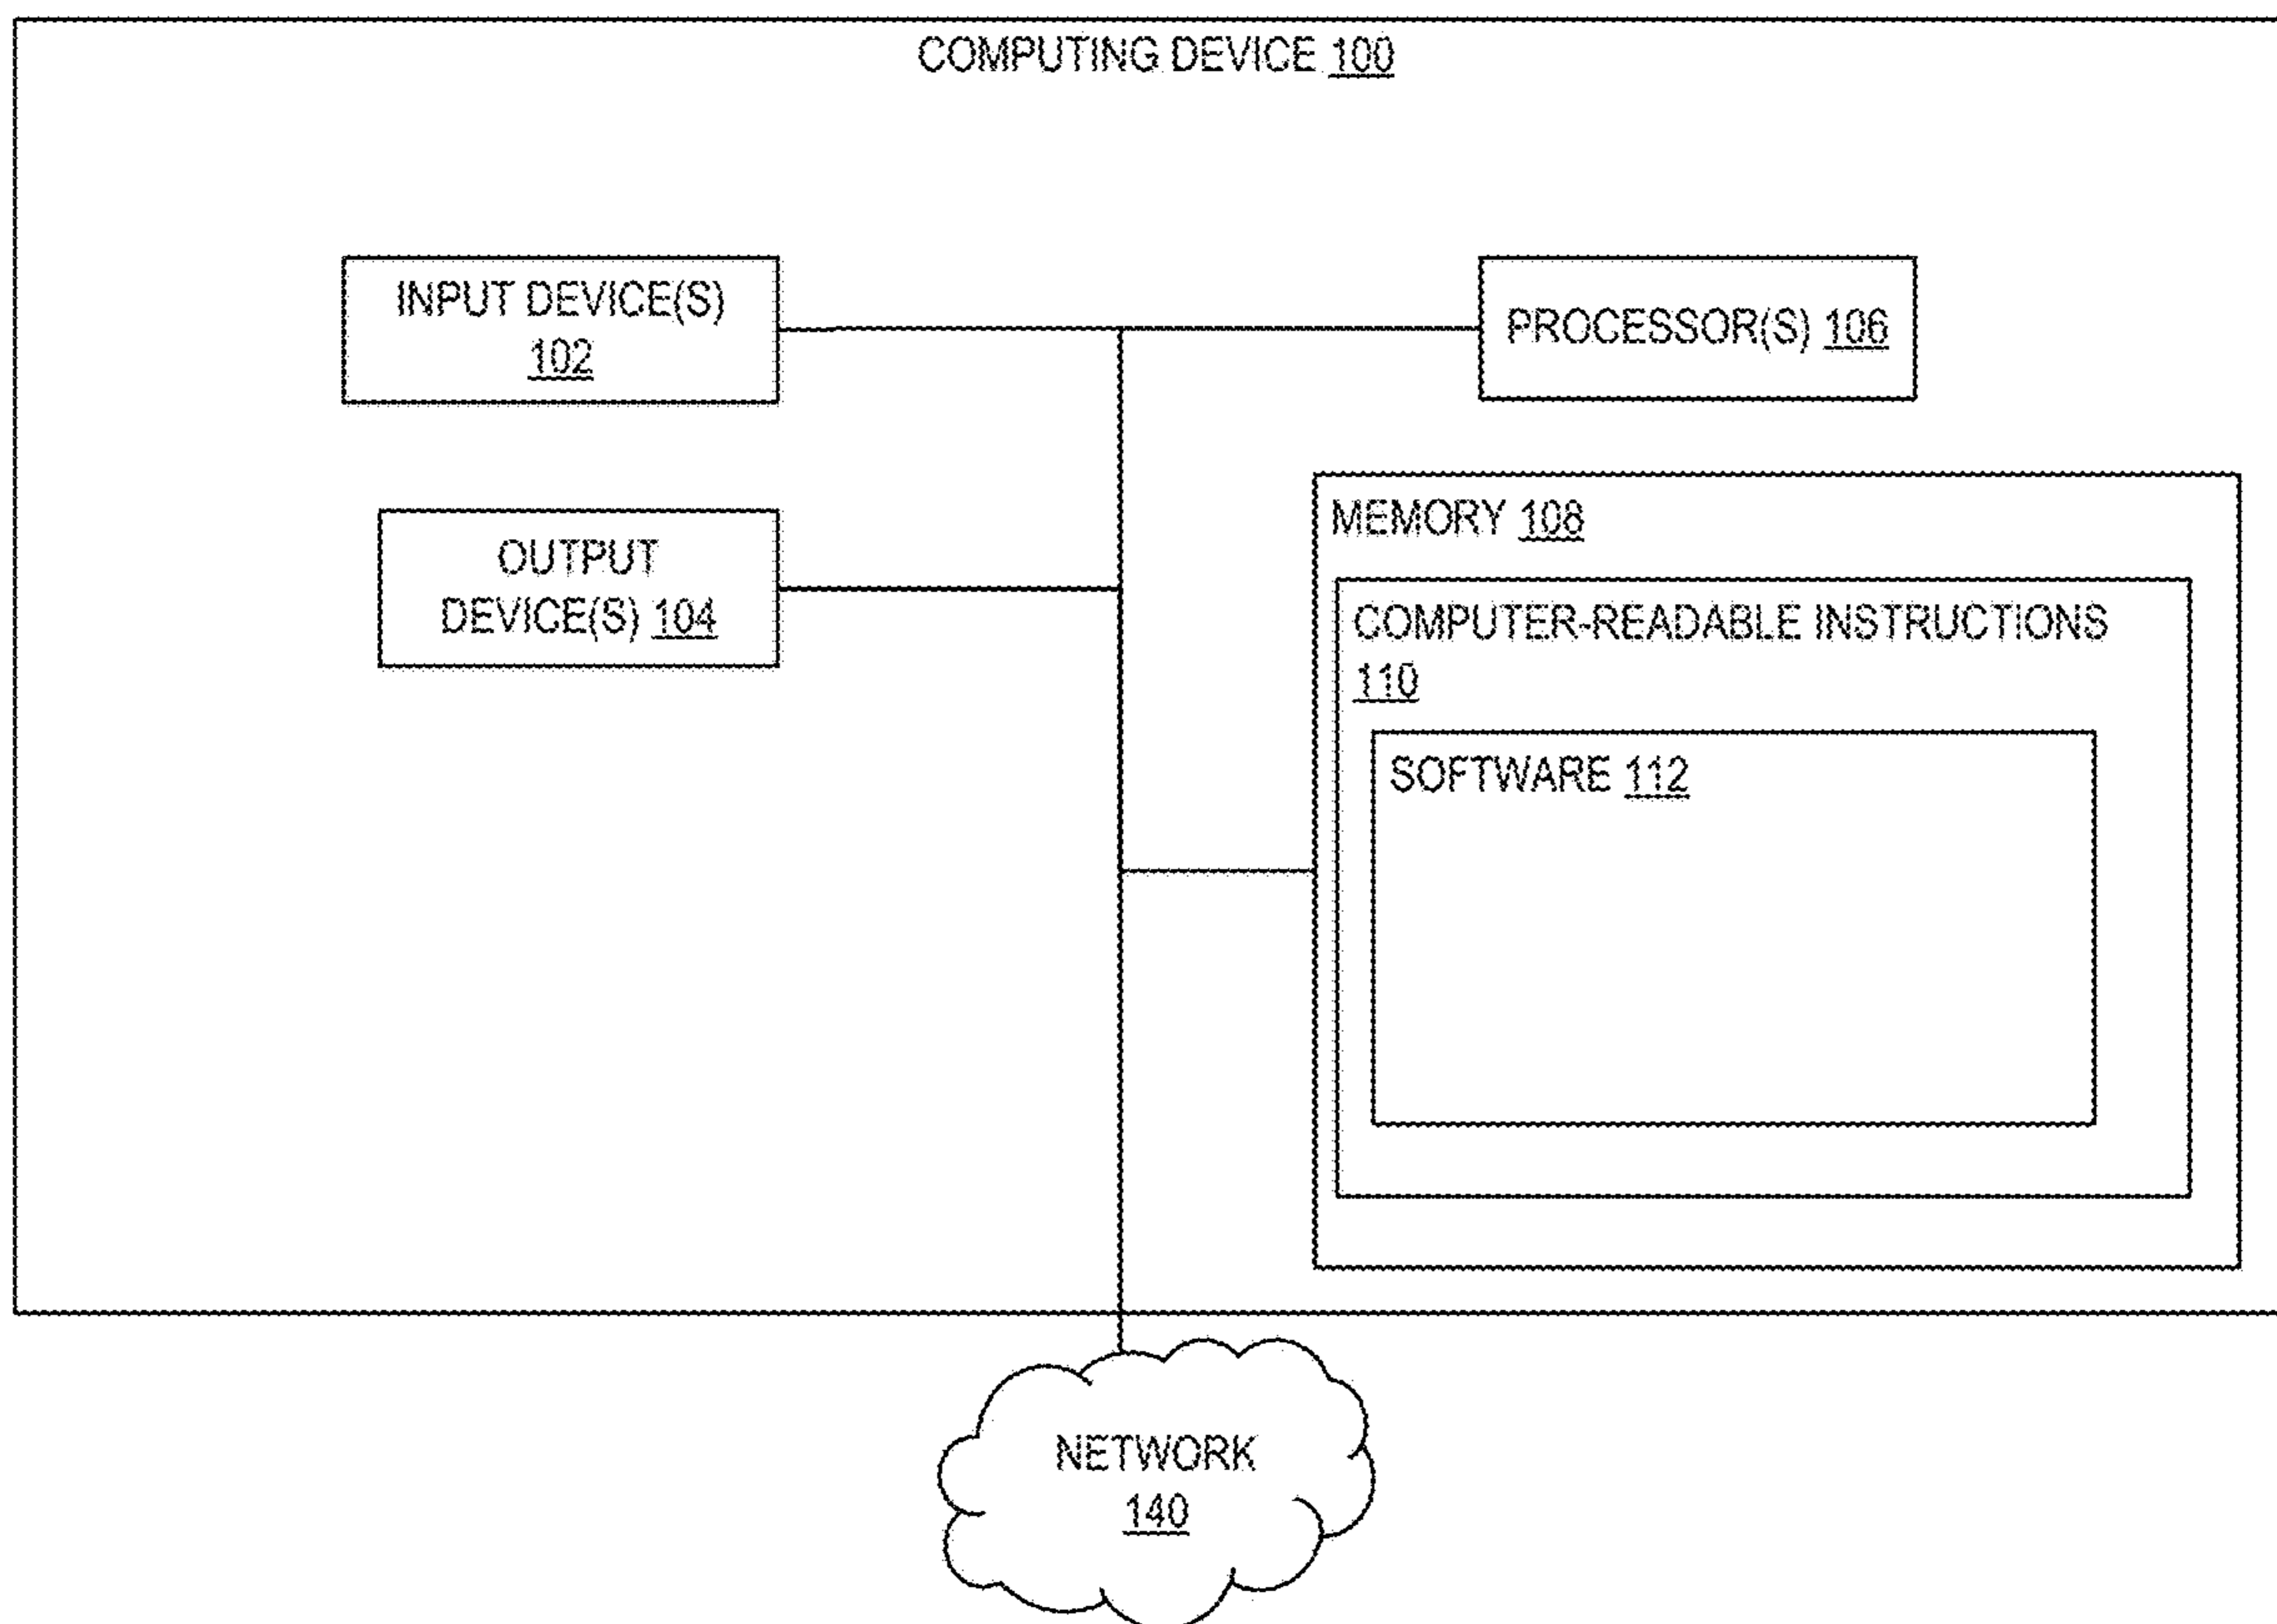 COMPUTING DEVICE 100
INPUT DEVICE(S)
102
PROCESSOR(S) 106
OUTPUT
DEVICE(S) 104
MEMORY 108
COMPUTER-READABLE INSTRUCTIONS
110
SOFTWARE 112
NETWORK
140